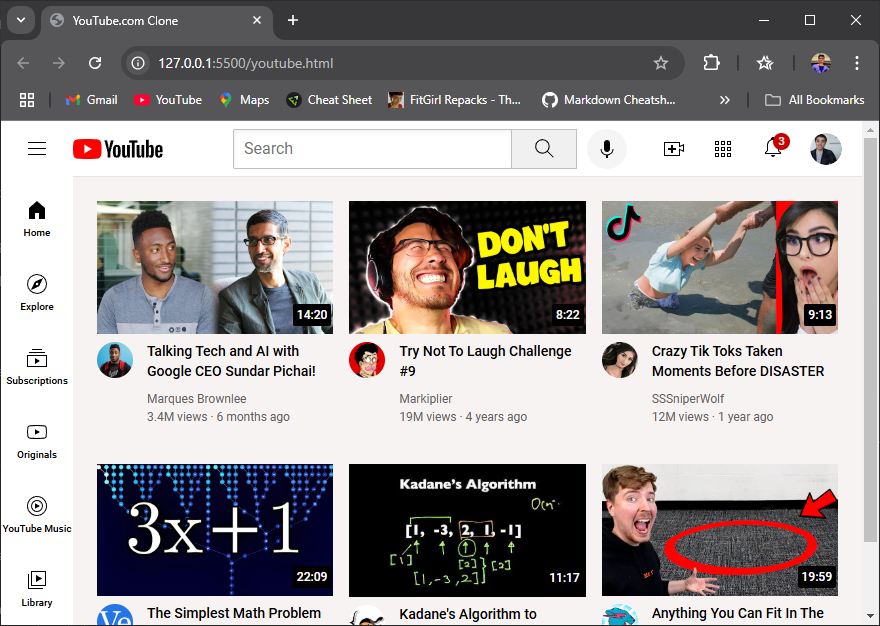 YouTube.com Clone
127.0.0.1:5500/youtube.html
Gmail
YouTube
Maps
Cheat Sheet
FitGirl Repacks - Th...
Markdown Cheatsh...
All Bookmarks
YouTube
Search
3
Home
Explore
Subscriptions
Originals
YouTube Music
Library
14:20
Talking Tech and AI with
Google CEO Sundar Pichai!
Marques Brownlee
3.4M views · 6 months ago
DON'T
LAUGH
8:22
Try Not To Laugh Challenge
#9
Markiplier
19M views · 4 years ago
9:13
Crazy Tik Toks Taken
Moments Before DISASTER
SSSniperWolf
12M views · 1 year ago
3x+1
22:09
Ve
The Simplest Math Problem
Kadane's Algorithm
[1, -3, 2, 1, -1]
[1] [2] [2]
[1, -3, 2]
11:17
Kadane's Algorithm to
19:59
Anything You Can Fit In The